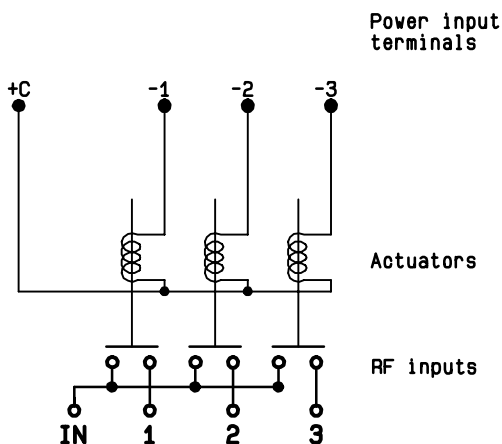 Power input
terminals
+C -1 -2 -3
Actuators
RF inputs
IN 1 2 3